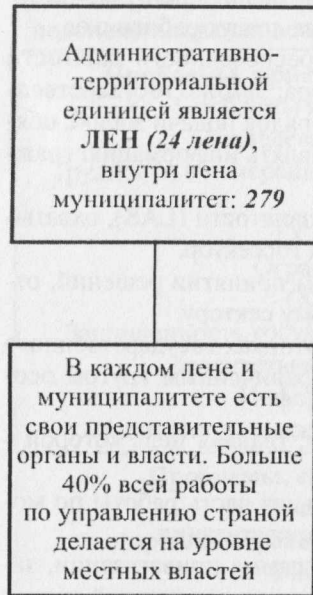 Административно-
территориальной
единицей является
ЛЕН (24 лена),
внутри лена
муниципалитет: 279
В каждом лене и
муниципалитете есть
свои представительные
органы и власти. Больше
40% всей работы
по управлению страной
делается на уровне
местных властей